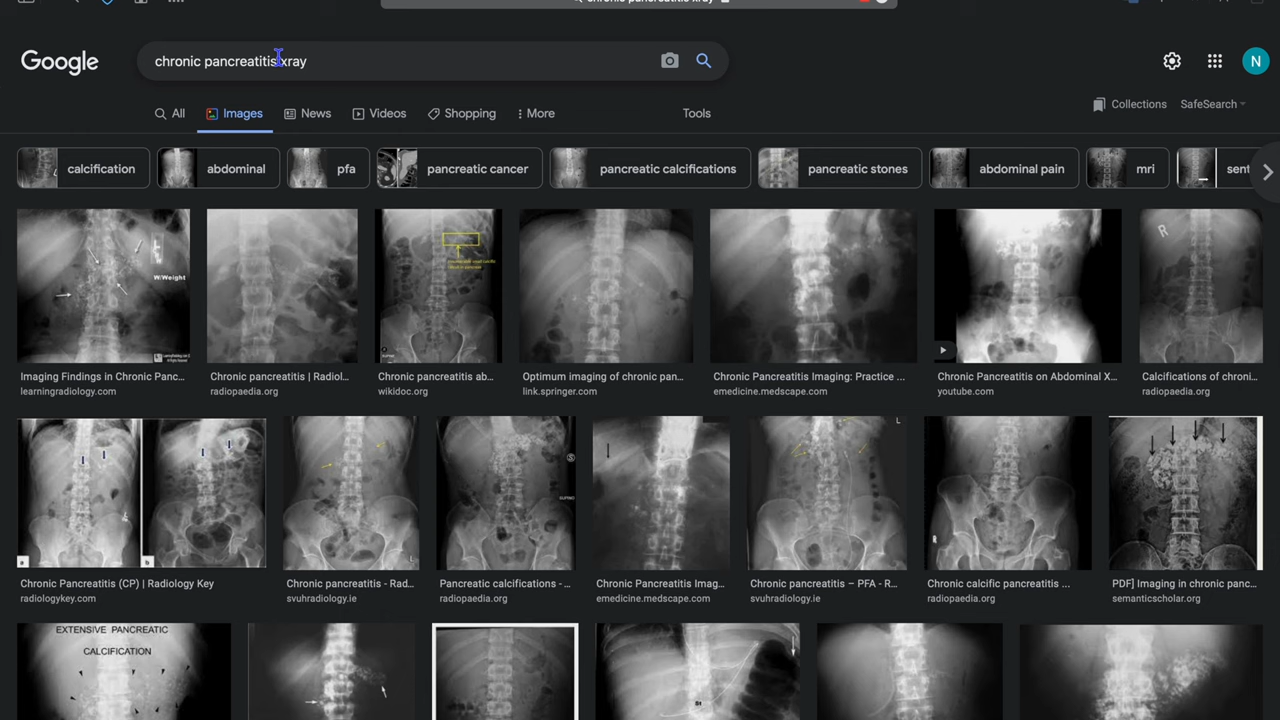 chronic pancreatitis xray
Google
chronic pancreatitis xray
All
Images
News
Videos
Shopping
More
Tools
Collections
SafeSearch
N
calcification
abdominal
pfa
pancreatic cancer
pancreatic calcifications
pancreatic stones
abdominal pain
mri
sent
W/Weight
R
Imaging Findings in Chronic Panc...
learningradiology.com
Chronic pancreatitis | Radiol...
radiopaedia.org
Chronic pancreatitis ab...
wikidoc.org
Optimum imaging of chronic pan...
link.springer.com
Chronic Pancreatitis Imaging: Practice ...
emedicine.medscape.com
Chronic Pancreatitis on Abdominal X...
youtube.com
Calcifications of chroni...
radiopaedia.org
a
b
L
L
R
Chronic Pancreatitis (CP) | Radiology Key
radiologykey.com
Chronic pancreatitis - Rad...
svuhradiology.ie
Pancreatic calcifications - ...
radiopaedia.org
Chronic Pancreatitis Imag...
emedicine.medscape.com
Chronic pancreatitis – PFA - R...
svuhradiology.ie
Chronic calcific pancreatitis ...
radiopaedia.org
PDF] Imaging in chronic panc...
semanticscholar.org
EXTENSIVE PANCREATIC
CALCIFICATION
St